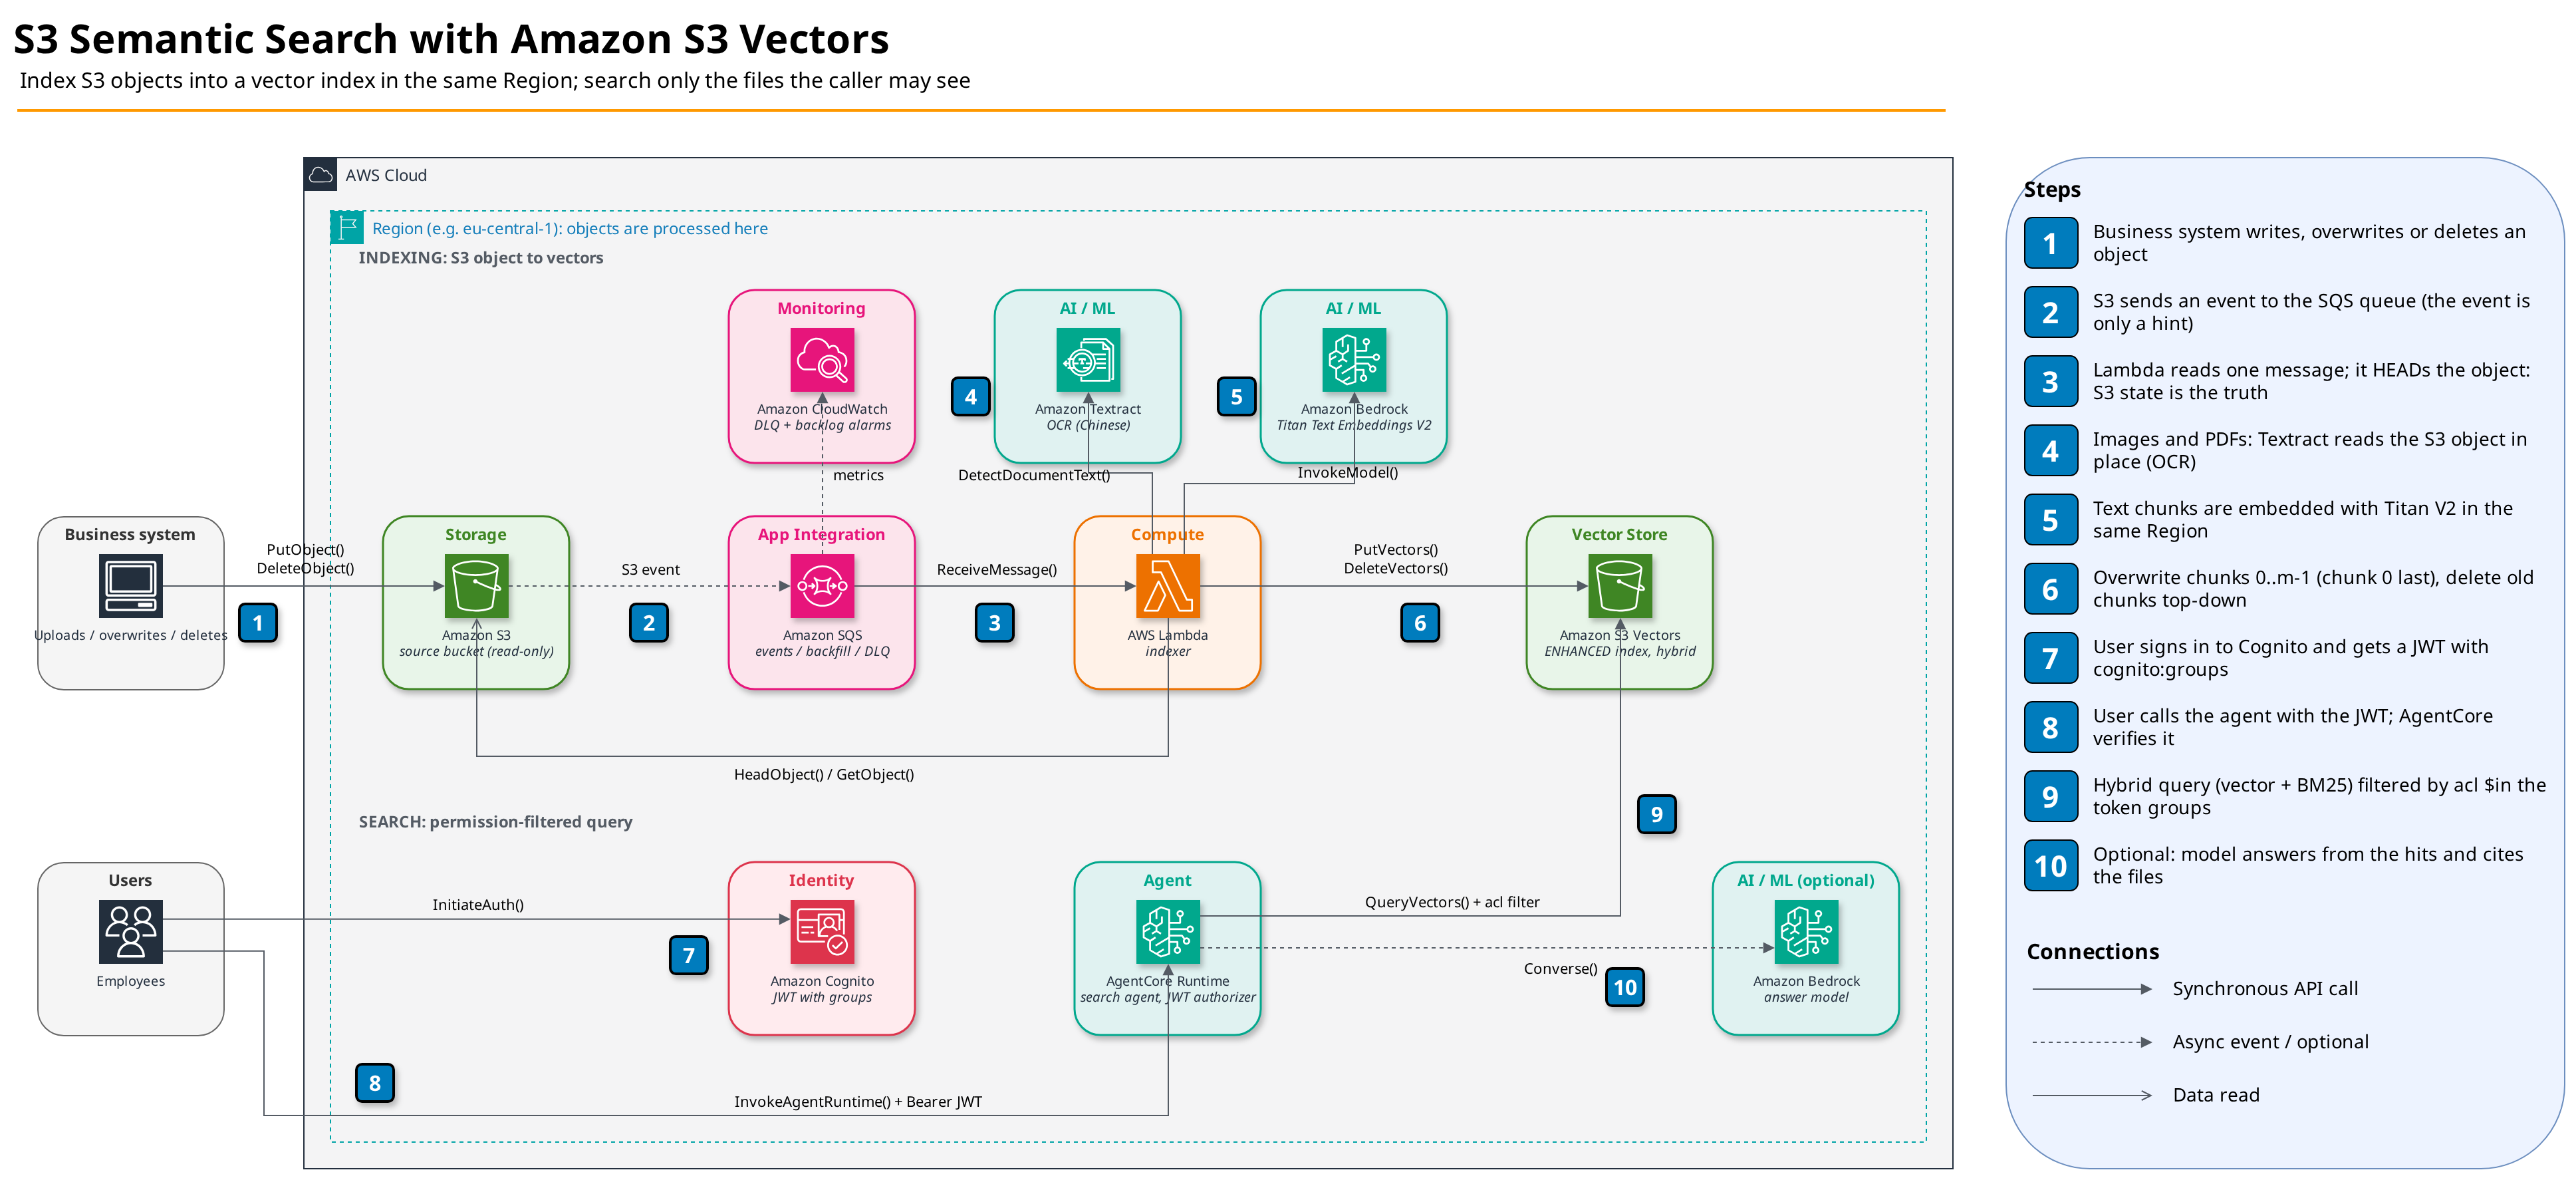 S3 Semantic Search with Amazon S3 Vectors
Index S3 objects into a vector index in the same Region; search only the files the caller may see
AWS Cloud
Region (e.g. eu-central-1): objects are processed here
INDEXING: S3 object to vectors
Monitoring
Amazon CloudWatch
DLQ + backlog alarms
metrics
4
AI / ML
Amazon Textract
OCR (Chinese)
DetectDocumentText()
5
AI / ML
Amazon Bedrock
Titan Text Embeddings V2
InvokeModel()
Business system
Uploads / overwrites / deletes
PutObject()
DeleteObject()
1
Storage
Amazon S3
source bucket (read-only)
S3 event
2
App Integration
Amazon SQS
events / backfill / DLQ
ReceiveMessage()
3
Compute
AWS Lambda
indexer
PutVectors()
DeleteVectors()
6
Vector Store
Amazon S3 Vectors
ENHANCED index, hybrid
HeadObject() / GetObject()
SEARCH: permission-filtered query
9
Users
Employees
InitiateAuth()
7
Identity
Amazon Cognito
JWT with groups
Agent
AgentCore Runtime
search agent, JWT authorizer
QueryVectors() + acl filter
Converse()
10
AI / ML (optional)
Amazon Bedrock
answer model
8
InvokeAgentRuntime() + Bearer JWT
Steps
1
Business system writes, overwrites or deletes an
object
2
S3 sends an event to the SQS queue (the event is
only a hint)
3
Lambda reads one message; it HEADs the object:
S3 state is the truth
4
Images and PDFs: Textract reads the S3 object in
place (OCR)
5
Text chunks are embedded with Titan V2 in the
same Region
6
Overwrite chunks 0..m-1 (chunk 0 last), delete old
chunks top-down
7
User signs in to Cognito and gets a JWT with
cognito:groups
8
User calls the agent with the JWT; AgentCore
verifies it
9
Hybrid query (vector + BM25) filtered by acl $in the
token groups
10
Optional: model answers from the hits and cites
the files
Connections
Synchronous API call
Async event / optional
Data read